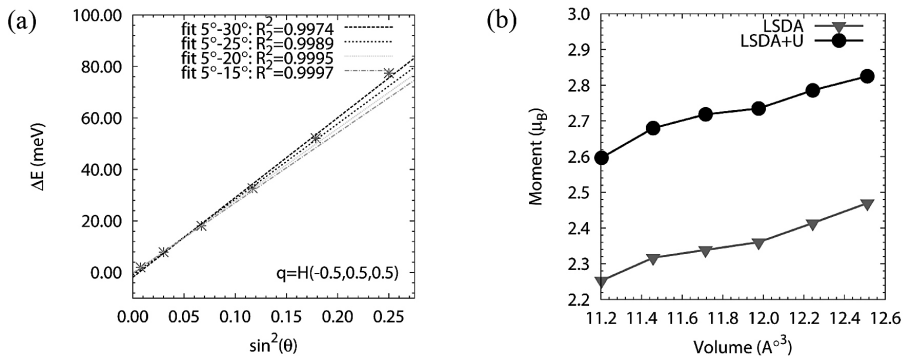 (a)
100.00
80.00
60.00
40.00
20.00
0.00
ΔE (meV)
fit 5°-30°: R²=0.9974
fit 5°-25°: R₂²=0.9989
fit 5°-20°: R₂²=0.9995
fit 5°-15°: R²=0.9997
q=H(-0.5,0.5,0.5)
0.00 0.05 0.10 0.15 0.20 0.25
sin²(θ)
(b)
3.0
2.9
2.8
2.7
2.6
2.5
2.4
2.3
2.2
Moment (μB)
LSDA
LSDA+U
11.2 11.4 11.6 11.8 12.0 12.2 12.4 12.6
Volume (A°³)